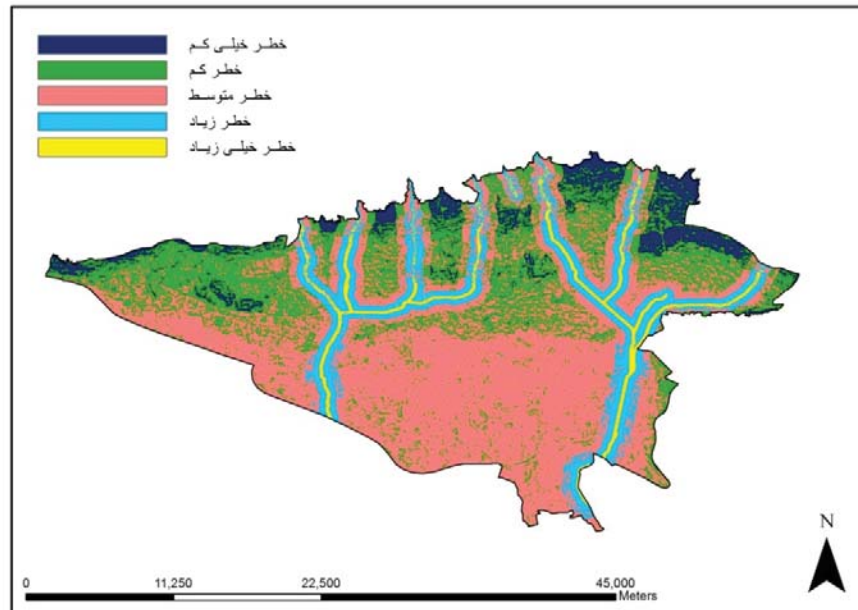 خطر خیلی کم
خطر کم
خطر متوسط
خطر زیاد
خطر خیلی زیاد
N
0 11,250 22,500 45,000
Meters